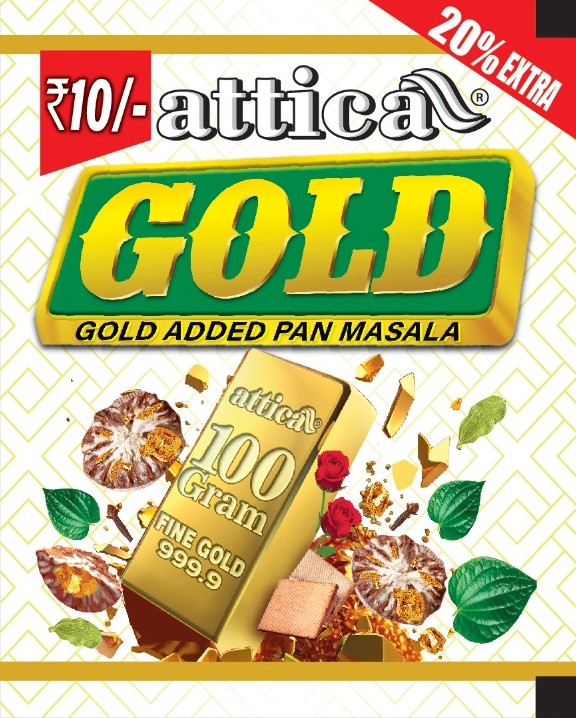 20% EXTRA
₹10/- attica®
GOLD
GOLD ADDED PAN MASALA
attica®
100
Gram
FINE GOLD
999.9